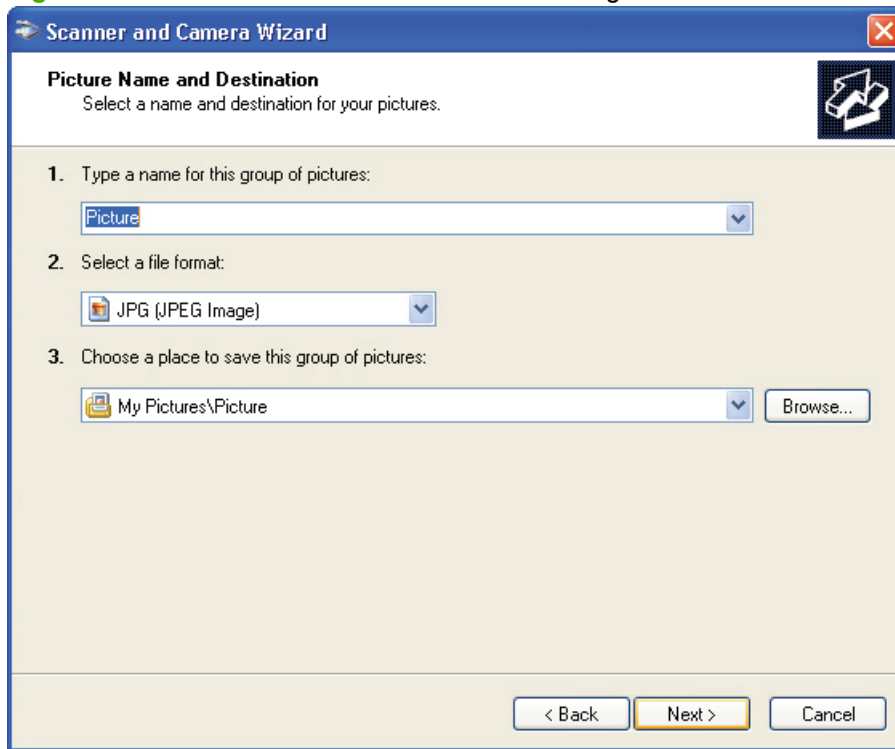 Scanner and Camera Wizard
Picture Name and Destination
Select a name and destination for your pictures.
1. Type a name for this group of pictures:
Picture
2. Select a file format:
JPG (JPEG Image)
3. Choose a place to save this group of pictures:
My Pictures\Picture
Browse...
< Back
Next >
Cancel